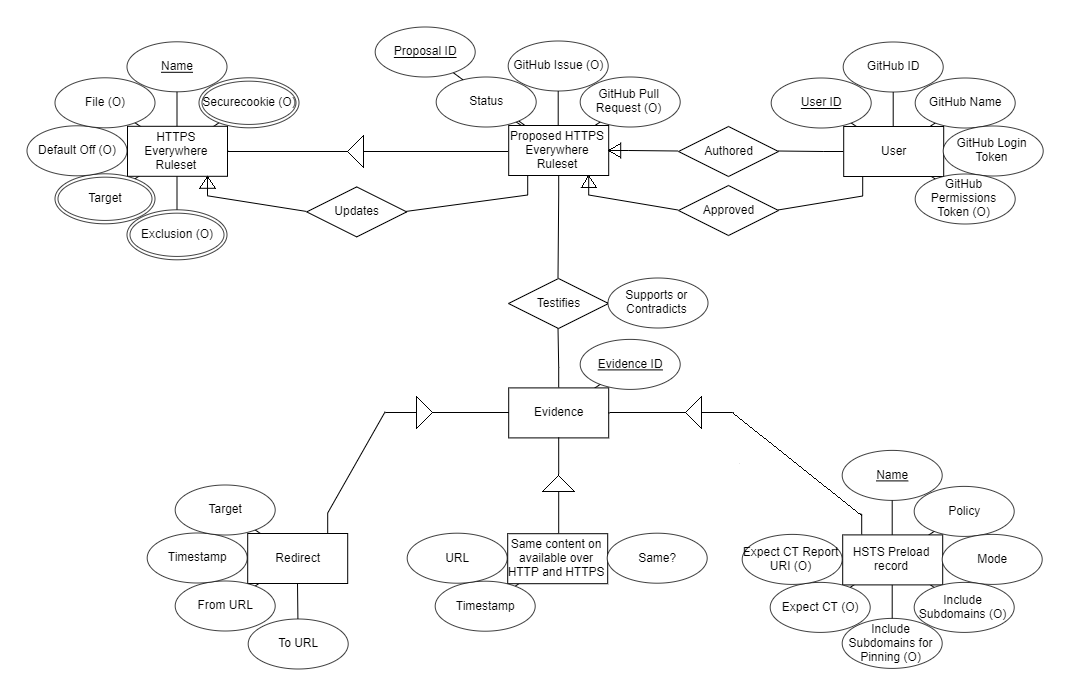 Name
File (O)
Securecookie (O)
Default Off (O)
HTTPS
Everywhere
Ruleset
Target
Exclusion (O)
Updates
Proposal ID
Status
GitHub Issue (O)
GitHub Pull
Request (O)
Proposed HTTPS
Everywhere
Ruleset
Authored
Approved
GitHub ID
User ID
GitHub Name
User
GitHub Login
Token
GitHub
Permissions
Token (O)
Testifies
Supports or
Contradicts
Evidence ID
Evidence
Target
Timestamp
Redirect
From URL
To URL
URL
Same content on
available over
HTTP and HTTPS
Same?
Timestamp
Name
Policy
Expect CT Report
URI (O)
HSTS Preload
record
Mode
Expect CT (O)
Include
Subdomains (O)
Include
Subdomains for
Pinning (O)